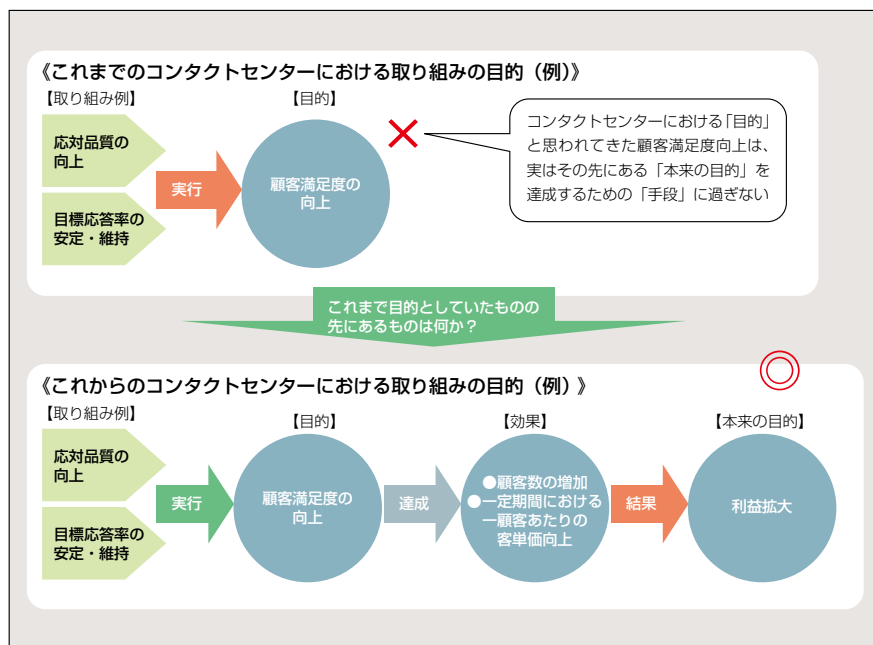 《これまでのコンタクトセンターにおける取り組みの目的（例）》
【取り組み例】
【目的】
応対品質の
向上
目標応答率の
安定・維持
実行
顧客満足度の
向上
コンタクトセンターにおける「目的」
と思われてきた顧客満足度向上は、
実はその先にある「本来の目的」を
達成するための「手段」に過ぎない
これまで目的としていたものの
先にあるものは何か？
《これからのコンタクトセンターにおける取り組みの目的（例）》
【取り組み例】
【目的】
【効果】
【本来の目的】
応対品質の
向上
目標応答率の
安定・維持
実行
顧客満足度の
向上
達成
●顧客数の増加
●一定期間における
一顧客あたりの
客単価向上
結果
利益拡大